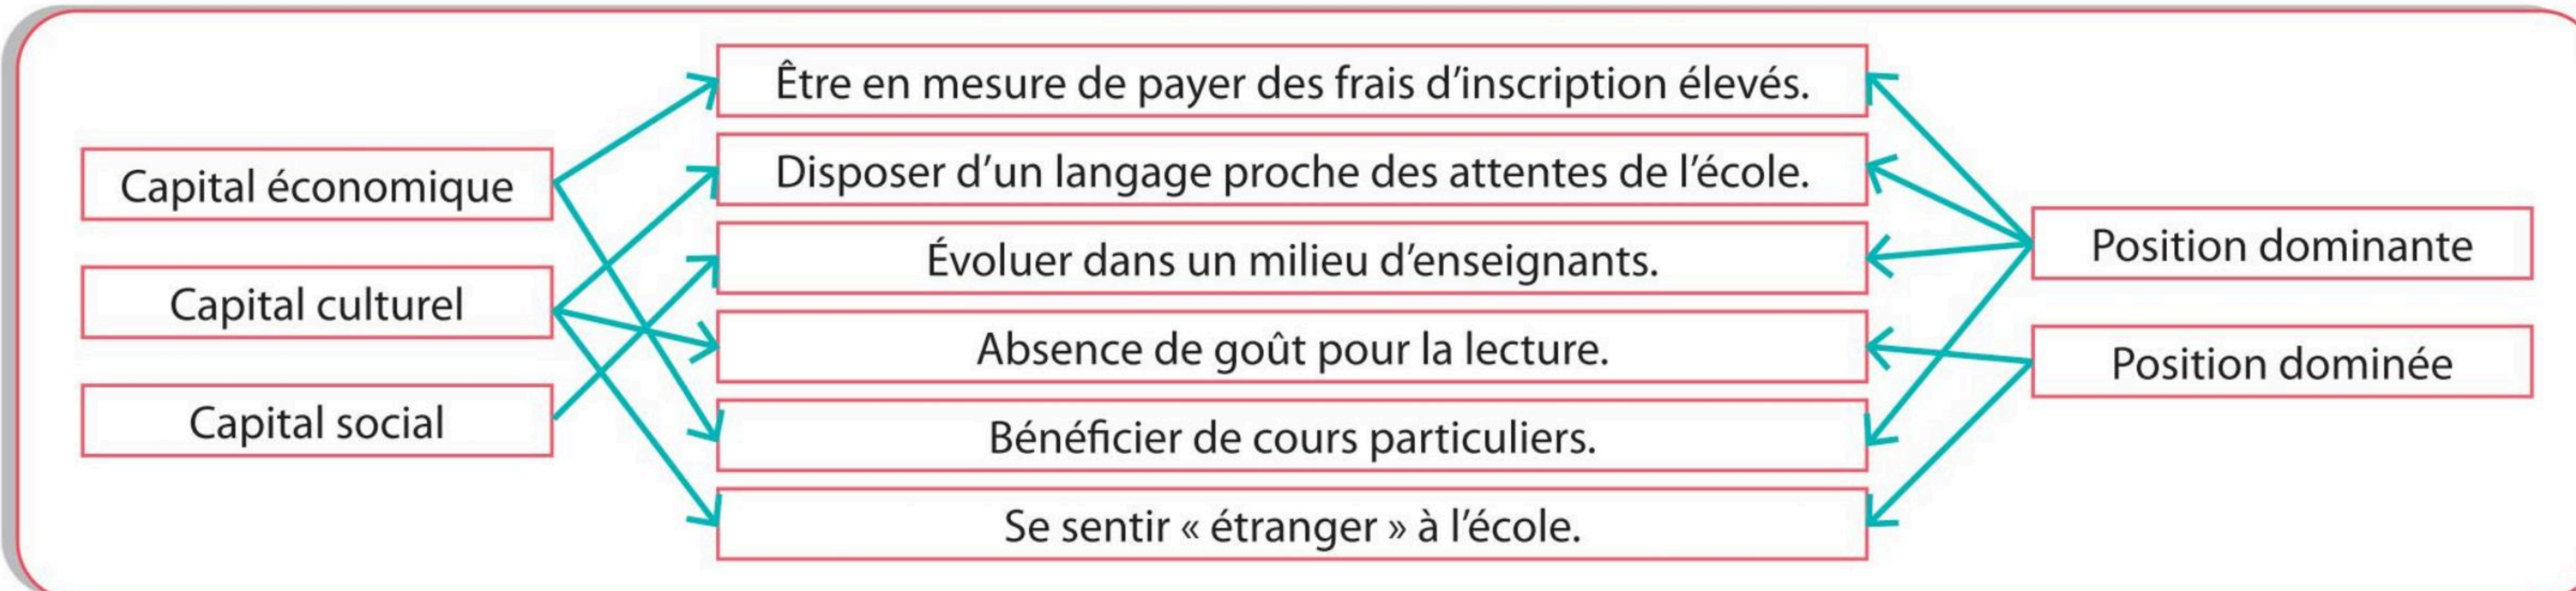 Capital économique
Capital culturel
Capital social
Être en mesure de payer des frais d’inscription élevés.
Disposer d’un langage proche des attentes de l’école.
Évoluer dans un milieu d’enseignants.
Absence de goût pour la lecture.
Bénéficier de cours particuliers.
Se sentir « étranger » à l’école.
Position dominante
Position dominée